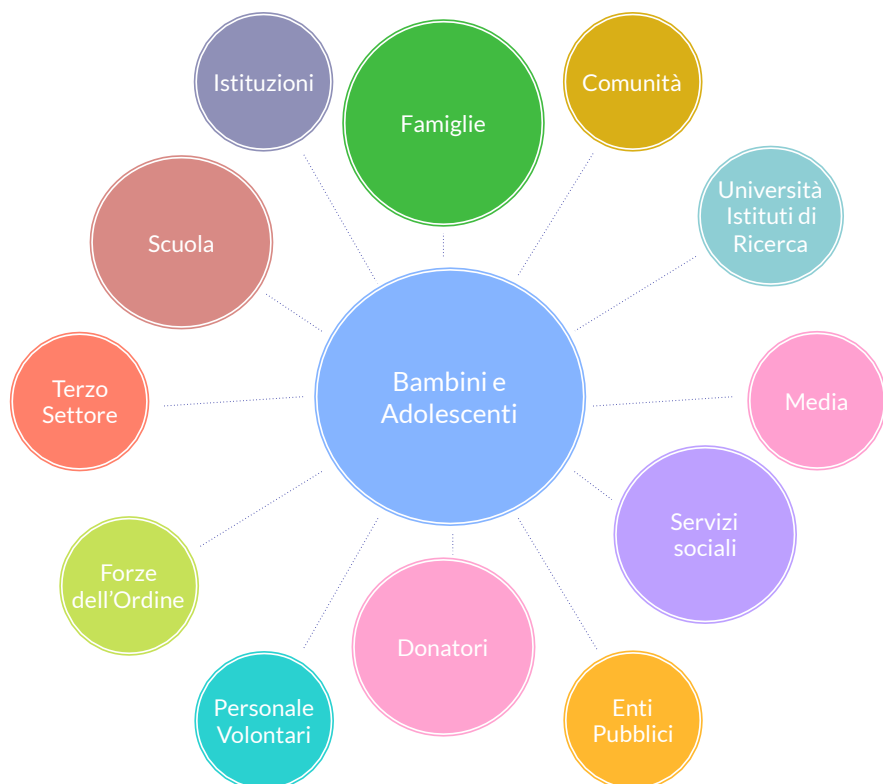 Istituzioni
Famiglie
Comunità
Università
Istituti di
Ricerca
Scuola
Bambini e
Adolescenti
Terzo
Settore
Media
Servizi
sociali
Forze
dell'Ordine
Donatori
Personale
Volontari
Enti
Pubblici